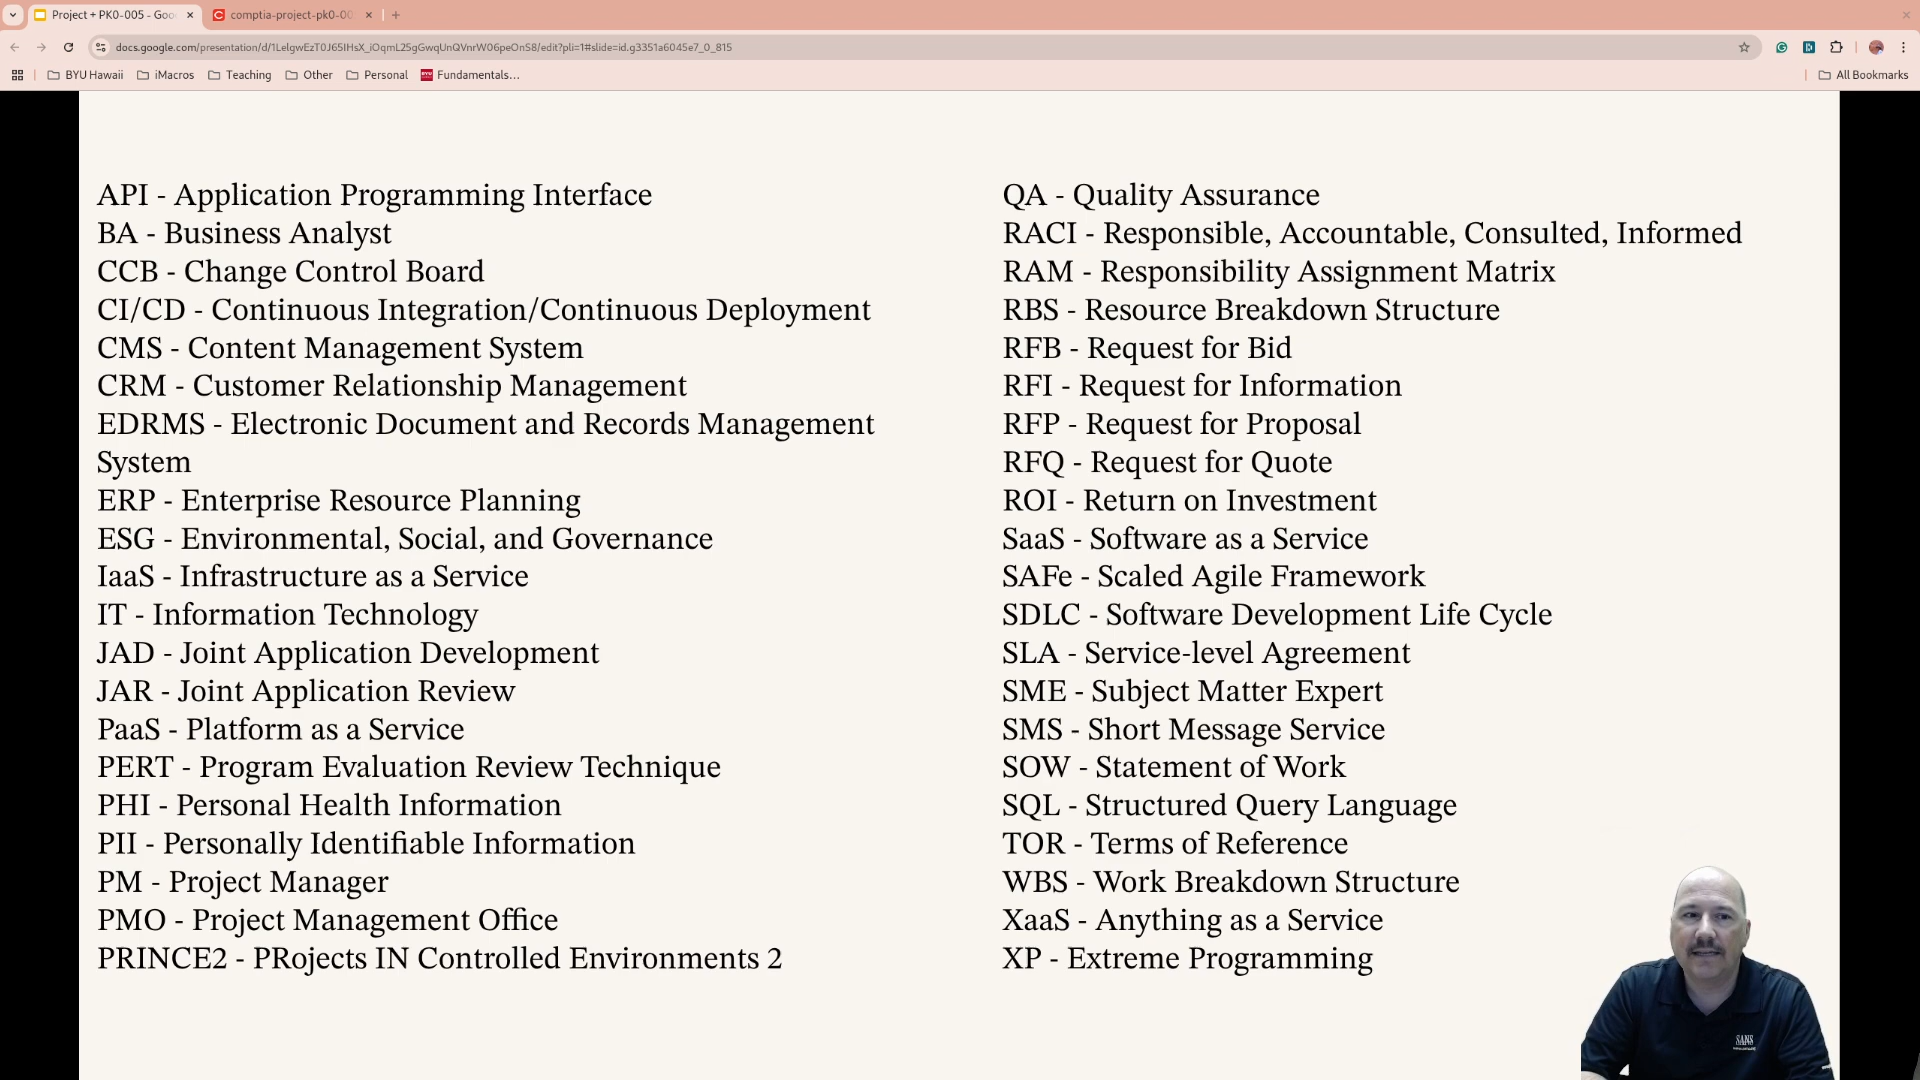 Project + PK0-005 - Goo
comptia-project-pk0-00
docs.google.com/presentation/d/1LelgwEzT0J65IHsX_iOqmL25gGwqUnQVnrW06peOnS8/edit?pli=1#slide=id.g3351a6045e7_0_815
BYU Hawaii
iMacros
Teaching
Other
Personal
Fundamentals...
All Bookmarks
API - Application Programming Interface
BA - Business Analyst
CCB - Change Control Board
CI/CD - Continuous Integration/Continuous Deployment
CMS - Content Management System
CRM - Customer Relationship Management
EDRMS - Electronic Document and Records Management
System
ERP - Enterprise Resource Planning
ESG - Environmental, Social, and Governance
IaaS - Infrastructure as a Service
IT - Information Technology
JAD - Joint Application Development
JAR - Joint Application Review
PaaS - Platform as a Service
PERT - Program Evaluation Review Technique
PHI - Personal Health Information
PII - Personally Identifiable Information
PM - Project Manager
PMO - Project Management Office
PRINCE2 - PRojects IN Controlled Environments 2
QA - Quality Assurance
RACI - Responsible, Accountable, Consulted, Informed
RAM - Responsibility Assignment Matrix
RBS - Resource Breakdown Structure
RFB - Request for Bid
RFI - Request for Information
RFP - Request for Proposal
RFQ - Request for Quote
ROI - Return on Investment
SaaS - Software as a Service
SAFe - Scaled Agile Framework
SDLC - Software Development Life Cycle
SLA - Service-level Agreement
SME - Subject Matter Expert
SMS - Short Message Service
SOW - Statement of Work
SQL - Structured Query Language
TOR - Terms of Reference
WBS - Work Breakdown Structure
XaaS - Anything as a Service
XP - Extreme Programming
SANS